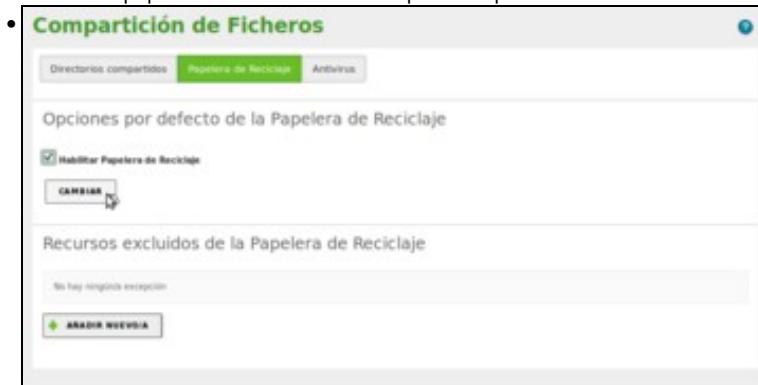 Compartición de Ficheros
Directorios compartidos Papelera de Reciclaje Antivirus
Opciones por defecto de la Papelera de Reciclaje
Habilitar Papelera de Reciclaje
CAMBIAR
Recursos excluidos de la Papelera de Reciclaje
No hay ningún/a excepción
AÑADIR NUEVO/A